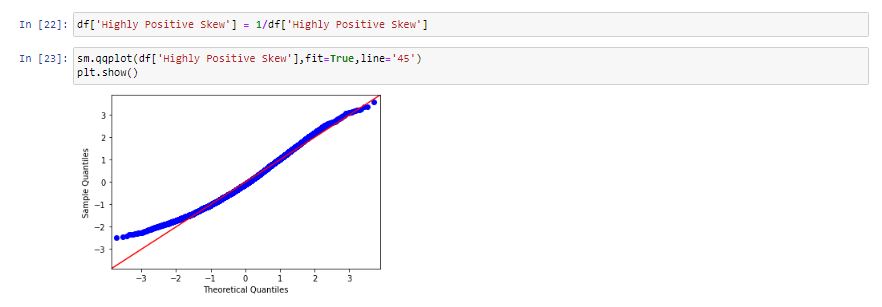 In [22]: df['Highly Positive Skew'] = 1/df['Highly Positive Skew']
In [23]: sm.qqplot(df['Highly Positive Skew'],fit=True,line='45')
plt.show()
3
2
1
0
−1
−2
−3
Sample Quantiles
−3 −2 −1 0 1 2 3
Theoretical Quantiles